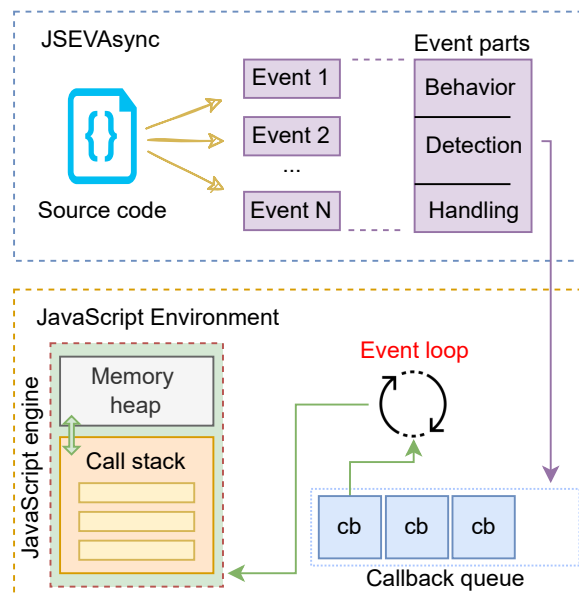 JSEVAsync
Event parts
Event 1
Behavior
{}
Event 2
Detection
...
Source code
Event N
Handling
JavaScript Environment
Event loop
JavaScript engine
Memory
heap
Call stack
cb
cb
cb
Callback queue